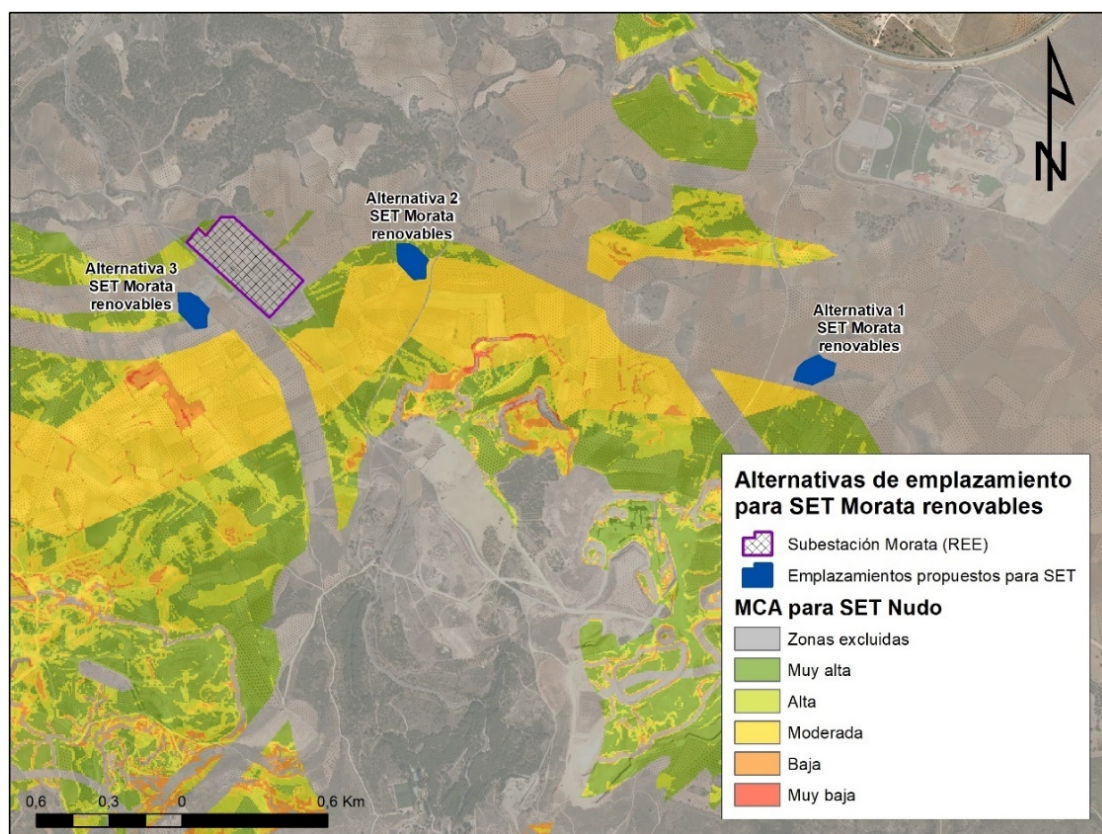 Alternativa 2
SET Morata
renovables
Alternativa 3
SET Morata
renovables
Alternativa 1
SET Morata
renovables
N
Alternativas de emplazamiento
para SET Morata renovables
Subestación Morata (REE)
Emplazamientos propuestos para SET
MCA para SET Nudo
Zonas excluidas
Muy alta
Alta
Moderada
Baja
Muy baja
0,6 0,3 0 0,6 Km